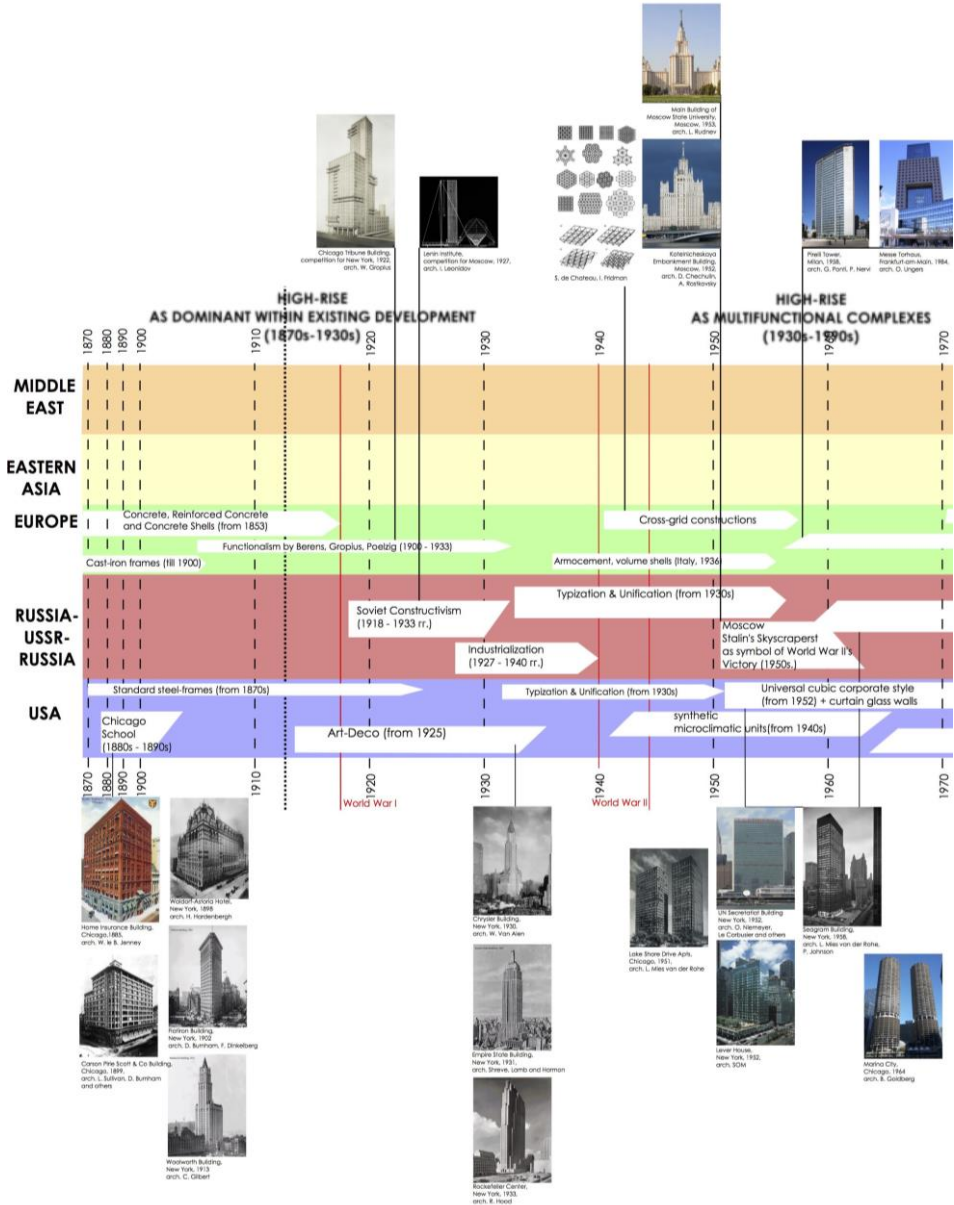 Main Building of
Moscow State University,
Moscow, 1953,
arch. L. Rudnev
Chicago Tribune Building,
competition for New York, 1922,
arch. W. Gropius
Lenin Institute,
competition for Moscow, 1927,
arch. I. Leonidov
S. de Chateau, I. Fridman
Kotelnicheskaya
Embankment Building,
Moscow, 1952,
arch. D. Chechulin,
A. Rostkovsky
Pirelli Tower,
Milan, 1958,
arch. G. Ponti, P. Nervi
Messe Torhaus,
Frankfurt-am-Main, 1984,
arch. O. Ungers
HIGH-RISE
AS DOMINANT WITHIN EXISTING DEVELOPMENT
(1870s-1930s)
HIGH-RISE
AS MULTIFUNCTIONAL COMPLEXES
(1930s-1990s)
1870
1880
1890
1900
1910
1920
1930
1940
1950
1960
1970
MIDDLE
EAST
EASTERN
ASIA
EUROPE
Concrete, Reinforced Concrete
and Concrete Shells (from 1853)
Cross-grid constructions
Functionalism by Berens, Gropius, Poelzig (1900 - 1933)
Cast-iron frames (till 1900)
Armocement, volume shells (Italy, 1936)
RUSSIA-
USSR-
RUSSIA
Typization & Unification (from 1930s)
Soviet Constructivism
(1918 - 1933 гг.)
Industrialization
(1927 - 1940 гг.)
Moscow
Stalin's Skyscraperst
as symbol of World War II's
Victory (1950s.)
USA
Standard steel-frames (from 1870s)
Typization & Unification (from 1930s)
Universal cubic corporate style
(from 1952) + curtain glass walls
Chicago
School
(1880s - 1890s)
Art-Deco (from 1925)
synthetic
microclimatic units(from 1940s)
1870
1880
1890
1900
1910
1920
1930
1940
1950
1960
1970
World War I
World War II
Home Insurance Building,
Chicago,1885,
arch. W. le B. Jenney
Waldorf-Astoria Hotel,
New York, 1898
arch. H. Hardenbergh
Carson Pirie Scott & Co Building,
Chicago, 1899,
arch. L. Sullivan, D. Burnham
and others
Flatiron Building,
New York, 1902
arch. D. Burnham, F. Dinkelberg
Woolworth Building,
New York, 1913
arch. C. Gilbert
Chrysler Building,
New York, 1930,
arch. W. Van Alen
Empire State Building,
New York, 1931,
arch. Shreve, Lamb and Harmon
Rockefeller Center,
New York, 1933,
arch. R. Hood
Lake Shore Drive Apts,
Chicago, 1951,
arch. L. Mies van der Rohe
UN Secretatiat Building
New York, 1952,
arch. O. Niemeyer,
Le Corbusier and others
Lever House,
New York, 1952,
arch. SOM
Seagram Building,
New York, 1958,
arch. L. Mies van der Rohe,
P. Johnson
Marina City,
Chicago, 1964
arch. B. Goldberg